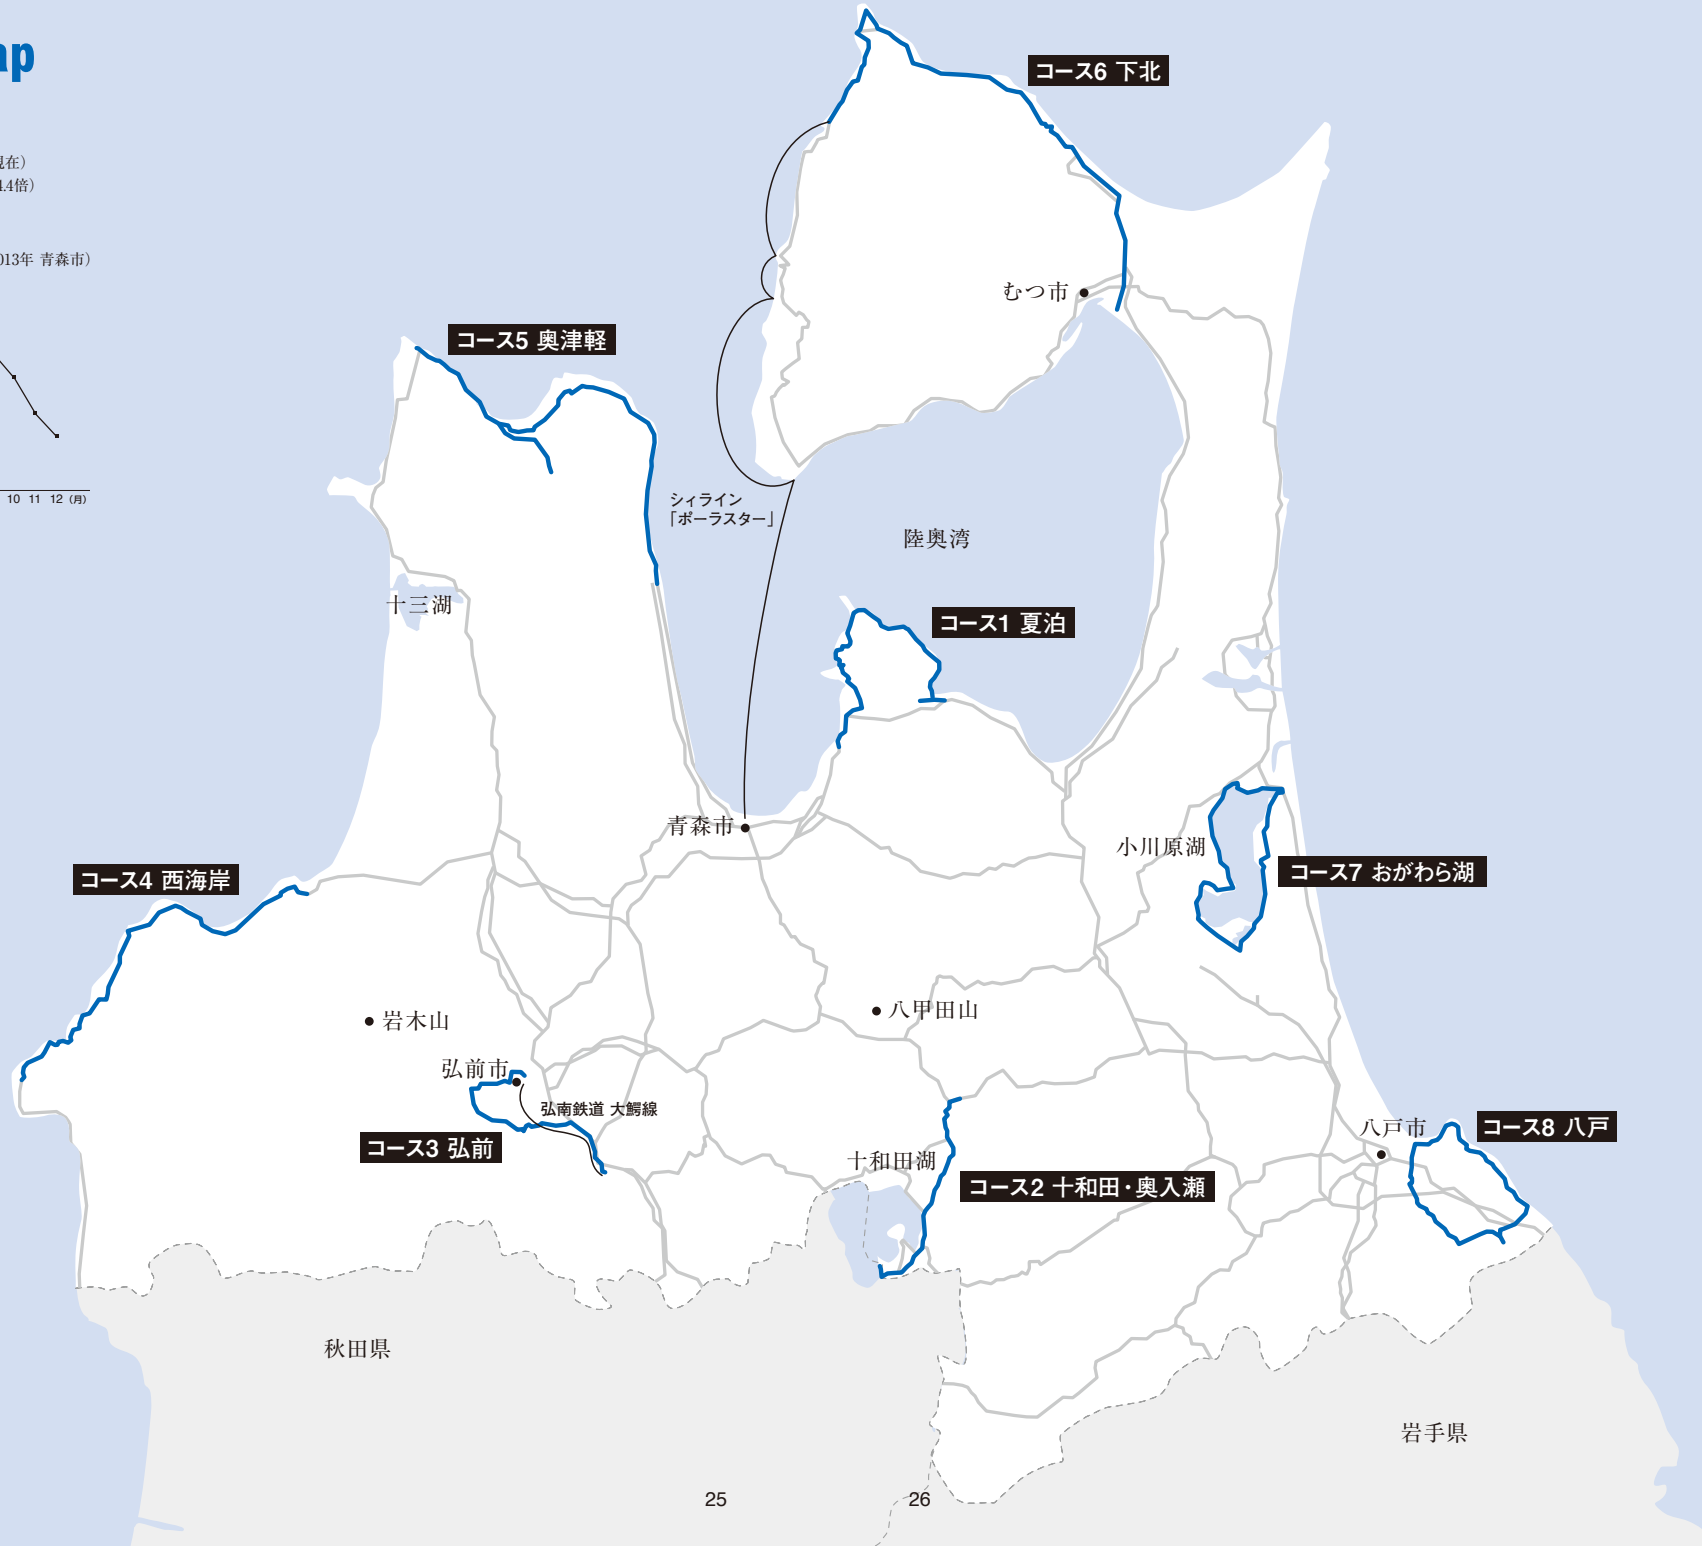 ap
現在）
4.4倍）
013年 青森市）
10 11 12（月）
コース6 下北
むつ市
コース5 奥津軽
シィライン
「ポーラスター」
陸奥湾
十三湖
コース1 夏泊
青森市
小川原湖
コース7 おがわら湖
コース4 西海岸
八甲田山
岩木山
弘前市
弘南鉄道 大鰐線
コース3 弘前
八戸市
コース8 八戸
十和田湖
コース2 十和田・奥入瀬
秋田県
岩手県
25
26